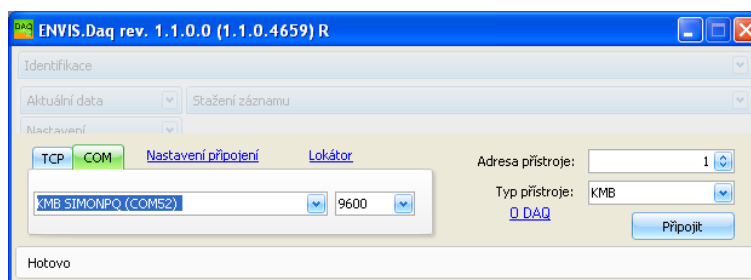 DAQ ENVIS.Daq rev. 1.1.0.0 (1.1.0.4659) R
Identifikace
Aktuální data Stažení záznamu
Nastavení
TCP COM Nastavení připojení Lokátor Adresa přístroje: 1
KMB SIMONPQ (COM52) 9600 Typ přístroje: KMB
O DAQ Připojit
Hotovo